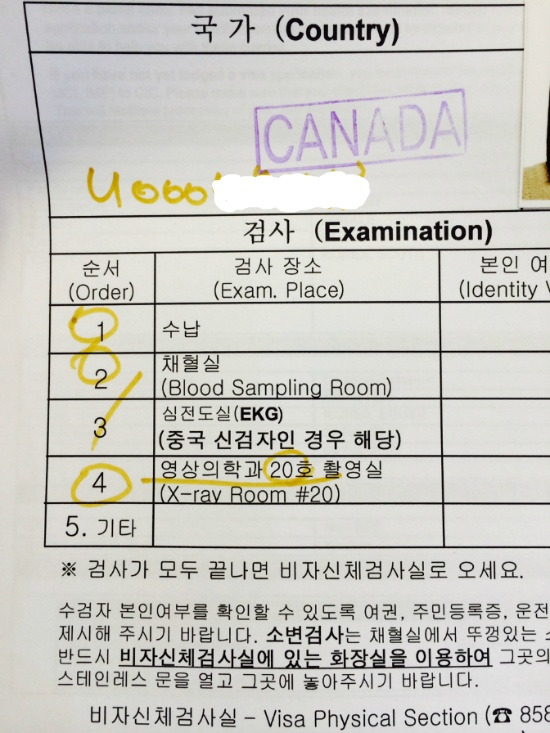 국 가 (Country)
CANADA
검사 (Examination)
순서 검사 장소 본인 여
(Order) (Exam. Place) (Identity V
1 수납
2 채혈실
(Blood Sampling Room)
3 심전도실(EKG)
(중국 신검자인 경우 해당)
4 영상의학과 20호 촬영실
(X-ray Room #20)
5. 기타
※ 검사가 모두 끝나면 비자신체검사실로 오세요.
수검자 본인여부를 확인할 수 있도록 여권, 주민등록증, 운전
제시해 주시기 바랍니다. 소변검사는 채혈실에서 뚜껑있는
반드시 비자신체검사실에 있는 화장실을 이용하여 그곳의
스테인레스 문을 열고 그곳에 놓아주시기 바랍니다.
비자신체검사실 – Visa Physical Section (☎ 858